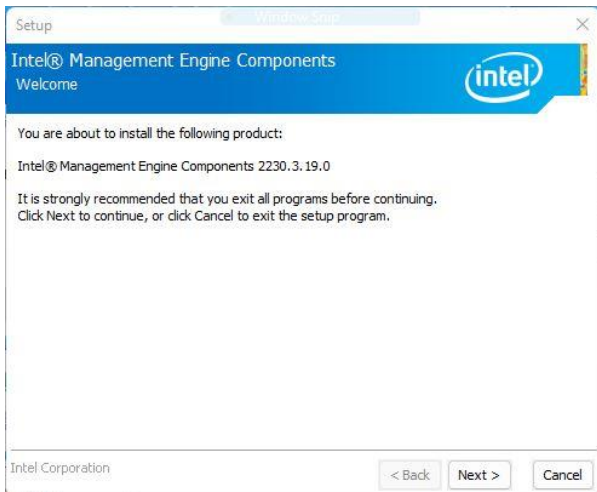 Window Snip
Setup
Intel® Management Engine Components
Welcome
intel®
You are about to install the following product:
Intel® Management Engine Components 2230.3.19.0
It is strongly recommended that you exit all programs before continuing.
Click Next to continue, or click Cancel to exit the setup program.
Intel Corporation
< Back
Next >
Cancel